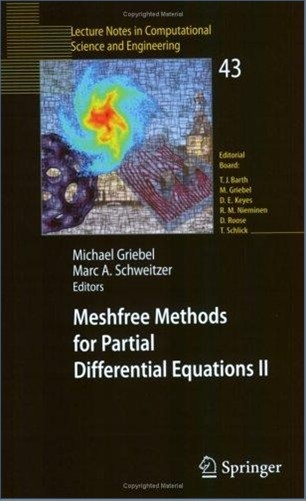 Copyrighted Material
Lecture Notes in Computational
Science and Engineering
43
Editorial
Board:
T. J. Barth
M. Griebel
D. E. Keyes
R. M. Nieminen
D. Roose
T. Schlick
Michael Griebel
Marc A. Schweitzer
Editors
Meshfree Methods
for Partial
Differential Equations II
Springer
Copyrighted Material